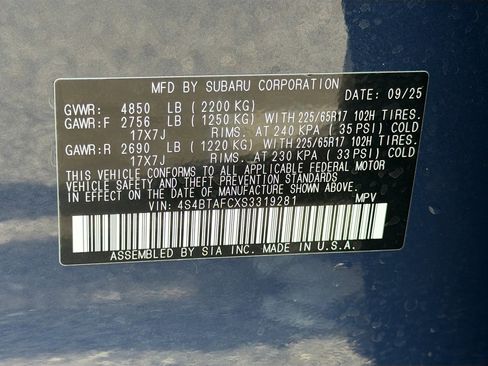 MFD BY SUBARU CORPORATION
DATE: 09/25
GVWR: 4850 LB (2200 KG)
GAWR:F 2756 LB (1250 KG) WITH 225/65R17 102H TIRES.
17X7J RIMS. AT 240 KPA (35 PSI) COLD
GAWR:R 2690 LB (1220 KG) WITH 225/65R17 102H TIRES.
17X7J RIMS. AT 230 KPA (33 PSI) COLD
THIS VEHICLE CONFORMS TO ALL APPLICABLE FEDERAL MOTOR
VEHICLE SAFETY AND THEFT PREVENTION STANDARDS
IN EFFECT ON THE DATE OF MANUFACTURE SHOWN ABOVE.
VIN: 4S4BTAFCXS3319281 MPV
ASSEMBLED BY SIA INC. MADE IN U.S.A.